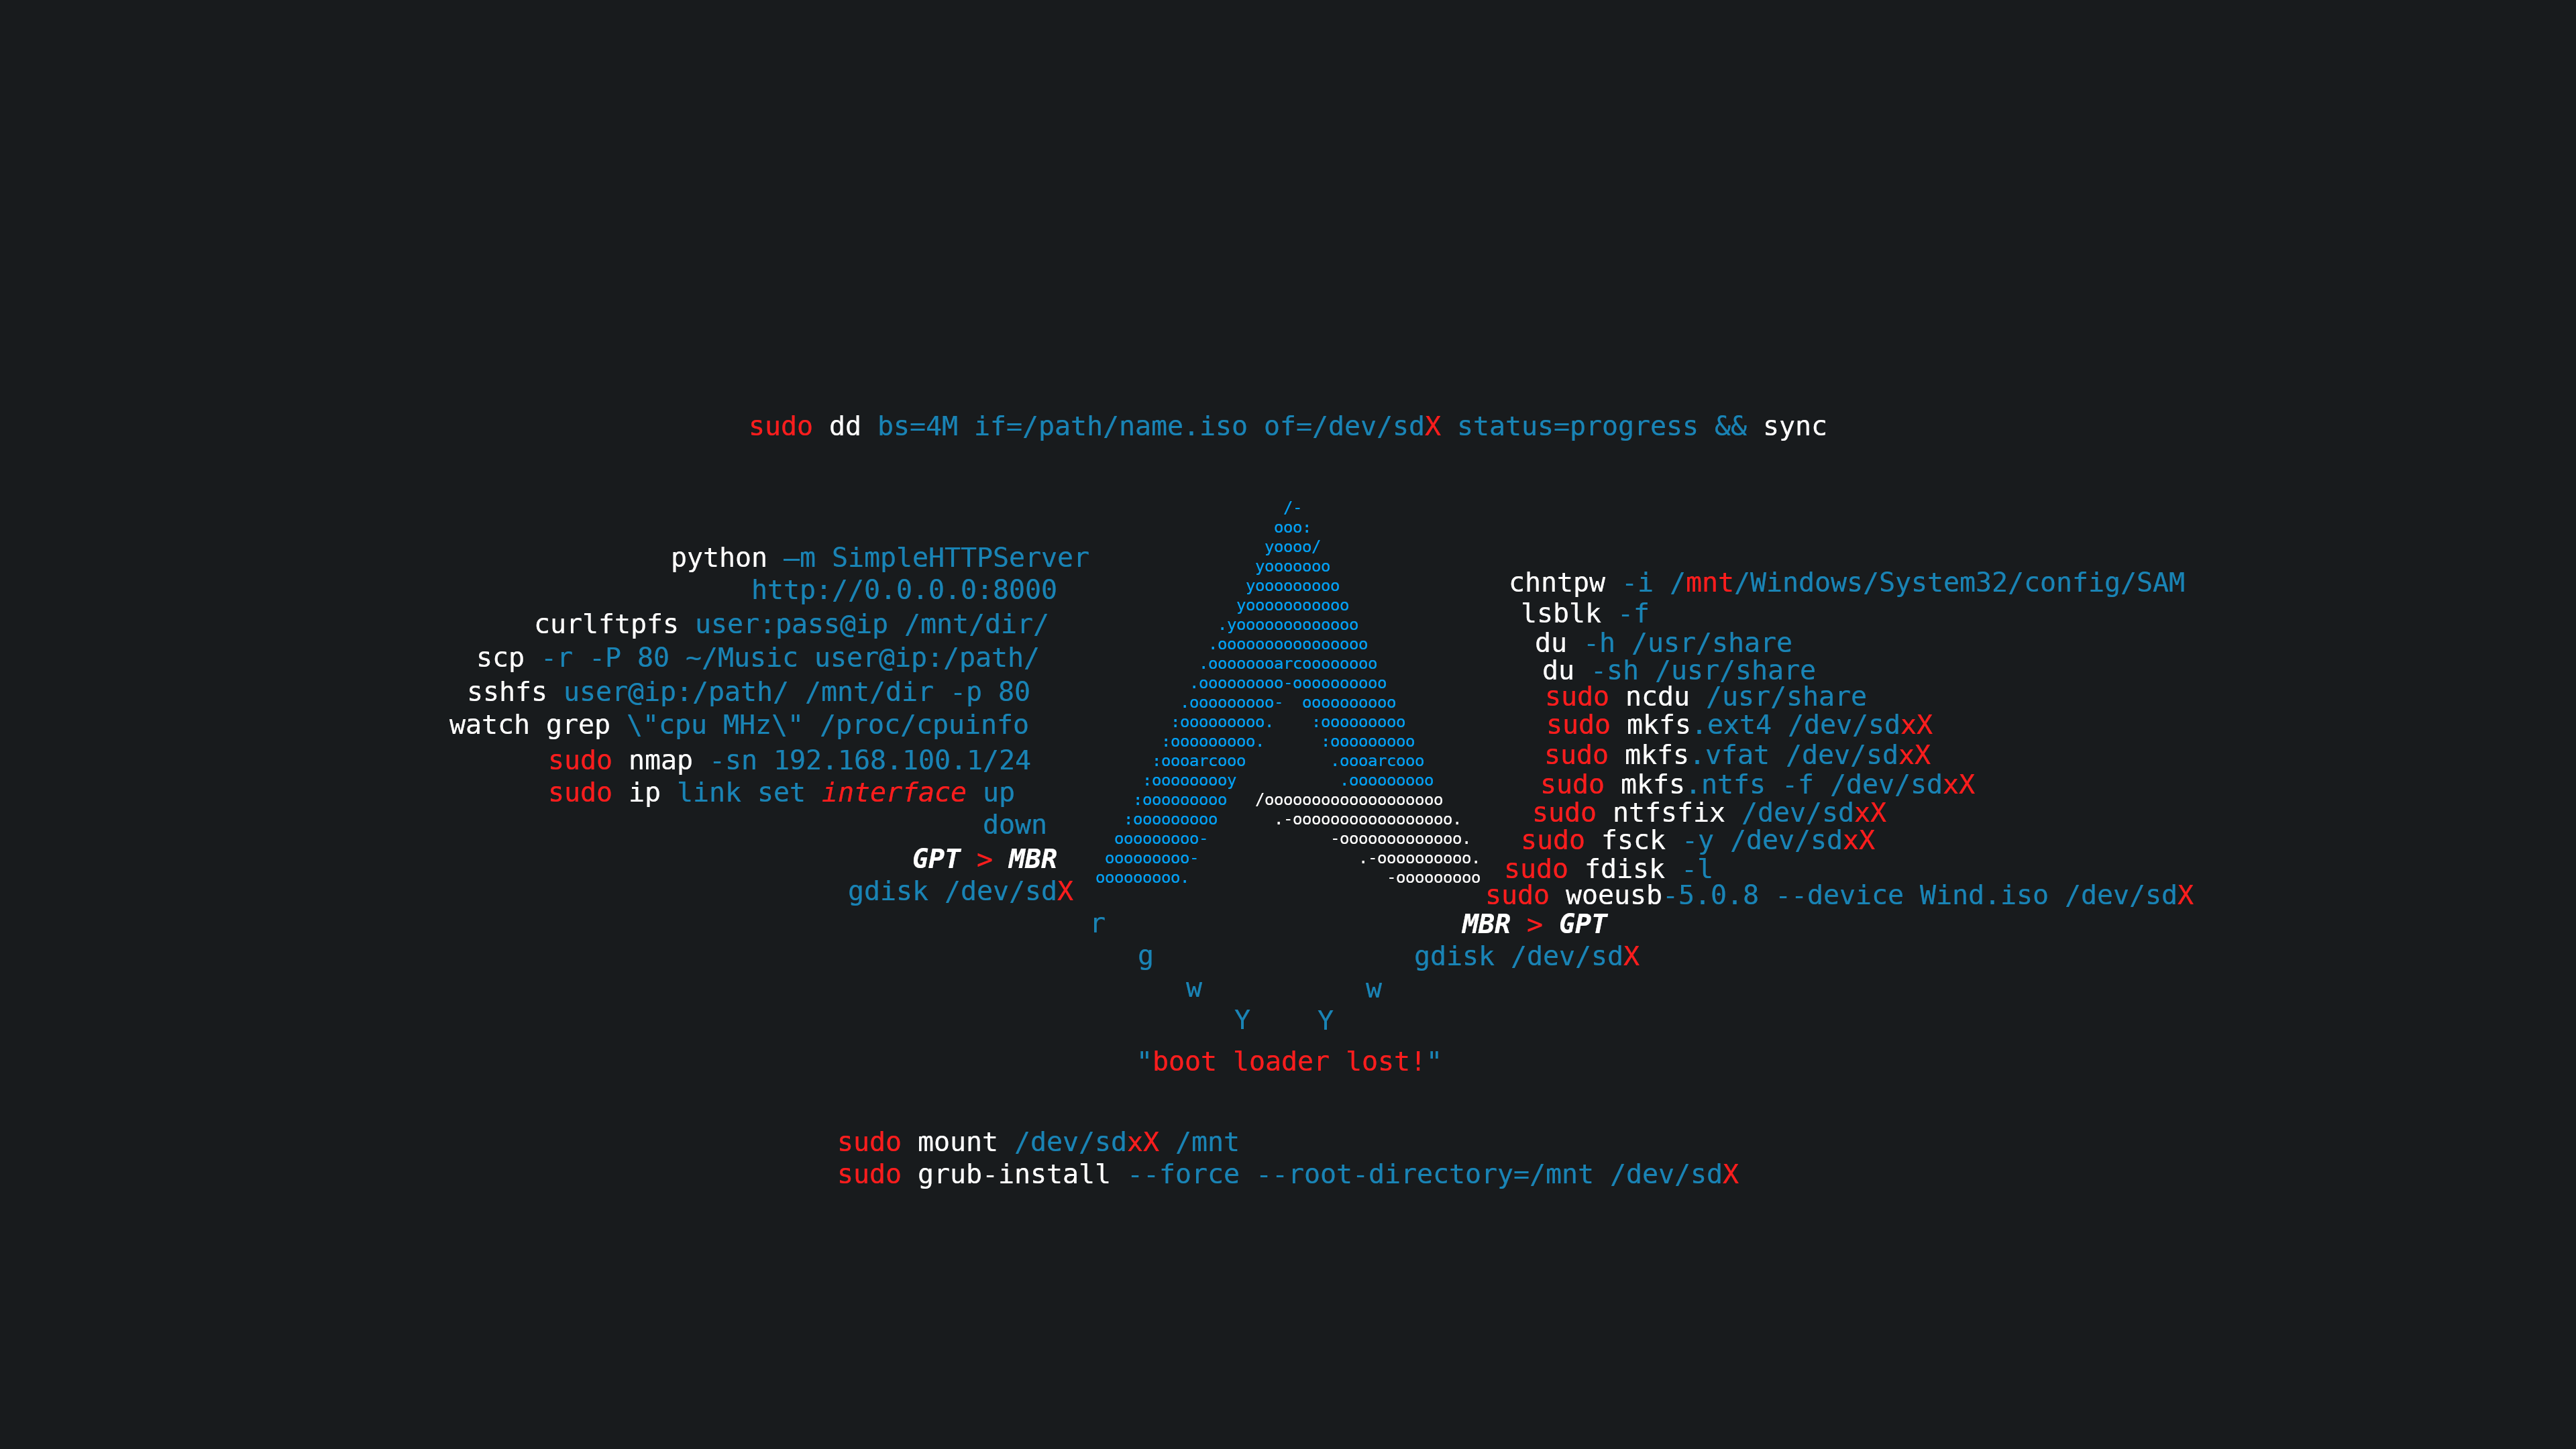 sudo dd bs=4M if=/path/name.iso of=/dev/sdX status=progress && sync
python –m SimpleHTTPServer
http://0.0.0.0:8000
curlftpfs user:pass@ip /mnt/dir/
scp -r -P 80 ~/Music user@ip:/path/
sshfs user@ip:/path/ /mnt/dir -p 80
watch grep \"cpu MHz\" /proc/cpuinfo
sudo nmap -sn 192.168.100.1/24
sudo ip link set interface up
down
GPT > MBR
gdisk /dev/sdX
r
g
w
Y
/-
ooo:
yoooo/
yooooooo
yooooooooo
yooooooooooo
.yooooooooooooo
.oooooooooooooooo
.oooooooarcoooooooo
.ooooooooo-oooooooooo
.ooooooooo-  oooooooooo
:ooooooooo.    :ooooooooo
:ooooooooo.      :ooooooooo
:oooarcooo         .oooarcooo
:ooooooooy           .ooooooooo
:ooooooooo   /ooooooooooooooooooo
:ooooooooo      .-ooooooooooooooooo.
ooooooooo-             -ooooooooooooo.
ooooooooo-                 .-oooooooooo.
ooooooooo.                     -ooooooooo
chntpw -i /mnt/Windows/System32/config/SAM
lsblk -f
du -h /usr/share
du -sh /usr/share
sudo ncdu /usr/share
sudo mkfs.ext4 /dev/sdxX
sudo mkfs.vfat /dev/sdxX
sudo mkfs.ntfs -f /dev/sdxX
sudo ntfsfix /dev/sdxX
sudo fsck -y /dev/sdxX
sudo fdisk -l
sudo woeusb-5.0.8 --device Wind.iso /dev/sdX
MBR > GPT
gdisk /dev/sdX
w
Y
"boot loader lost!"
sudo mount /dev/sdxX /mnt
sudo grub-install --force --root-directory=/mnt /dev/sdX